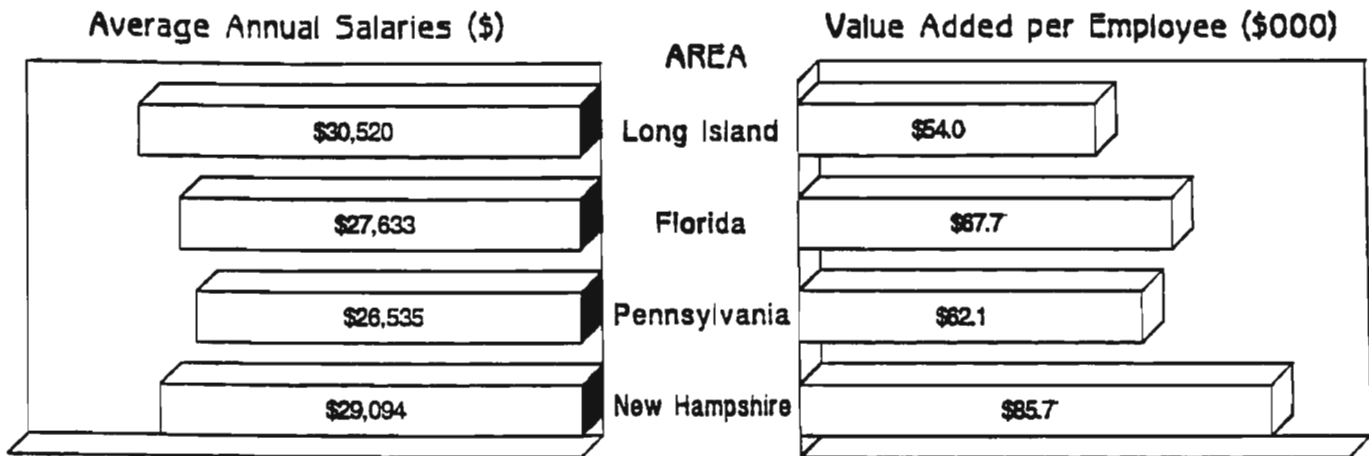 Average Annual Salaries ($)
AREA
Value Added per Employee ($000)
$30,520
Long Island
$54.0
$27,633
Florida
$67.7
$26,535
Pennsylvania
$62.1
$29,094
New Hampshire
$85.7